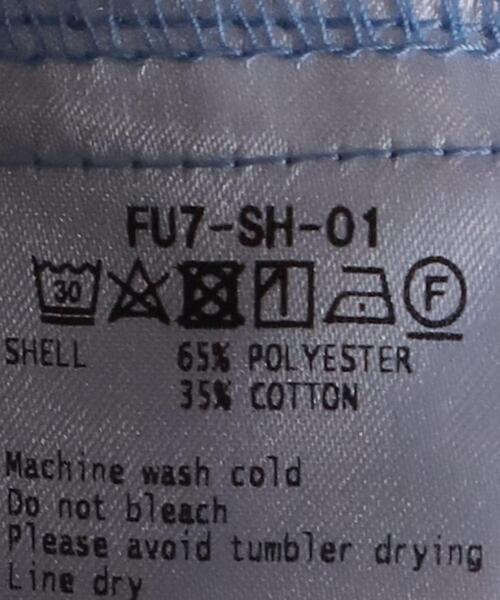 FU7-SH-01
30 F
SHELL 65% POLYESTER
35% COTTON
Machine wash cold
Do not bleach
Please avoid tumbler drying
Line dry